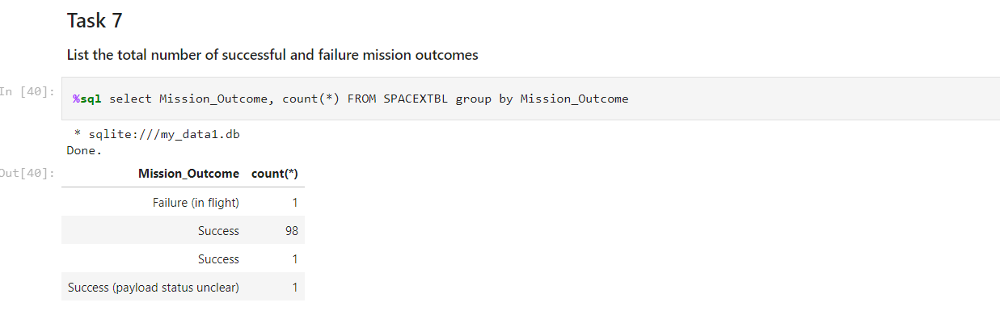 Task 7
List the total number of successful and failure mission outcomes
In [40]: %sql select Mission_Outcome, count(*) FROM SPACEXTBL group by Mission_Outcome
* sqlite:///my_data1.db
Done.
Out[40]:
Mission_Outcome count(*)
Failure (in flight) 1
Success 98
Success 1
Success (payload status unclear) 1